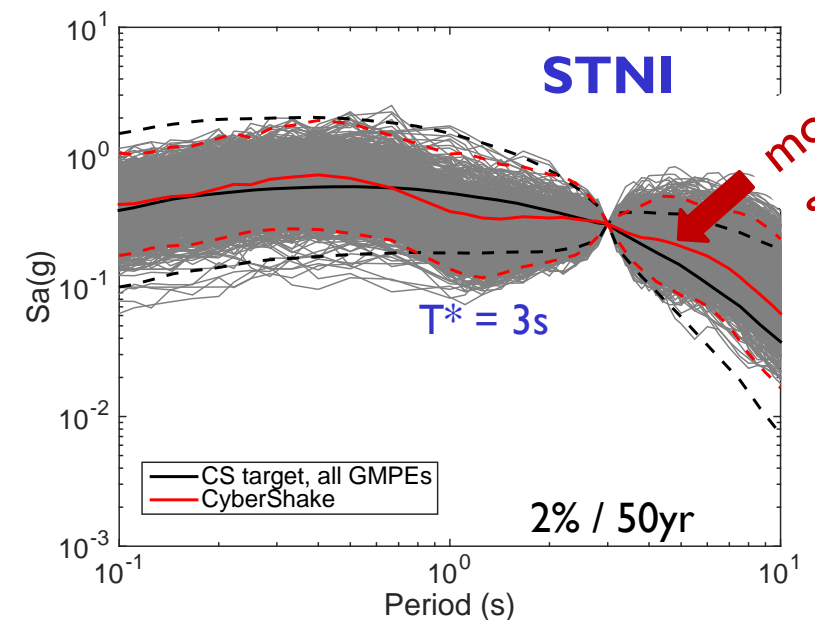 10^1
STNI
10^0
10^-1
T* = 3s
Sa(g)
10^-2
CS target, all GMPEs
CyberShake
2% / 50yr
10^-3
10^-1
10^0
10^1
Period (s)